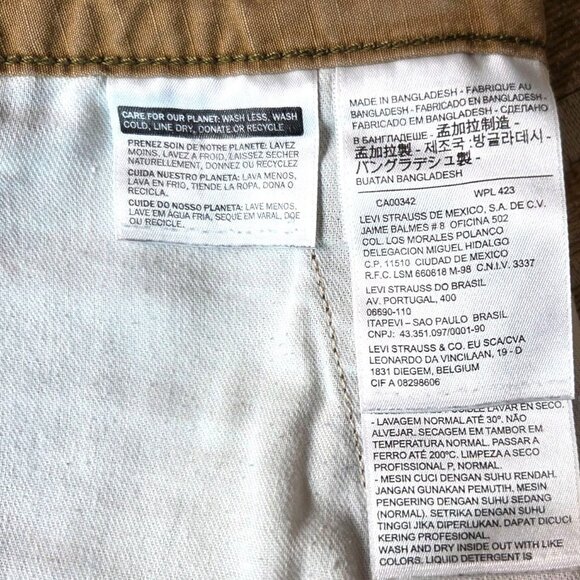 CARE FOR OUR PLANET: WASH LESS, WASH
COLD, LINE DRY, DONATE OR RECYCLE
PRENEZ SOIN DE NOTRE PLANETE: LAVEZ
MOINS, LAVEZ A FROID, LAISSEZ SECHER
NATURELLEMENT, DONNEZ OU RECYCLEZ
CUIDA NUESTRO PLANETA: LAVA MENOS,
LAVA EN FRIO, TIENDE LA ROPA, DONA O
RECICLA.
CUIDE DO NOSSO PLANETA: LAVE MENOS,
LAVE EM ÁGUA FRIA, SEQUE EM VARAL, DOE
OU RECICLE.
MADE IN BANGLADESH - FABRIQUE AU
BANGLADESH - FABRICADO EN BANGLADESH -
FABRICADO EM BANGLADESH - СДЕЛАНО
В БАНГЛАДЕШЕ - 孟加拉制造 -
孟加拉製 - 제조국 : 방글라데시 -
バングラデシュ製 -
BUATAN BANGLADESH
CA00342 WPL 423
LEVI STRAUSS DE MEXICO, S.A. DE C.V.
JAIME BALMES # 8 OFICINA 502
COL. LOS MORALES POLANCO
DELEGACION MIGUEL HIDALGO
C.P. 11510 CIUDAD DE MEXICO
R.F.C. LSM 660618 M-98 C.N.I.V. 3337
LEVI STRAUSS DO BRASIL
AV. PORTUGAL, 400
06690-110
ITAPEVI – SAO PAULO BRASIL
CNPJ: 43.351.097/0001-90
LEVI STRAUSS & CO. EU SCA/CVA
LEONARDO DA VINCILAAN, 19 - D
1831 DIEGEM, BELGIUM
CIF A 08298606
LAVAR EN SECO.
- LAVAGEM NORMAL ATÉ 30º. NÃO
ALVEJAR. SECAGEM EM TAMBOR EM
TEMPERATURA NORMAL. PASSAR A
FERRO ATÉ 200ºC. LIMPEZA A SECO
PROFISSIONAL P, NORMAL.
- MESIN CUCI DENGAN SUHU RENDAH.
JANGAN GUNAKAN PEMUTIH. MESIN
PENGERING DENGAN SUHU SEDANG
(NORMAL). SETRIKA DENGAN SUHU
TINGGI JIKA DIPERLUKAN. DAPAT DICUCI
KERING PROFESIONAL.
WASH AND DRY INSIDE OUT WITH LIKE
COLORS. LIQUID DETERGENT IS